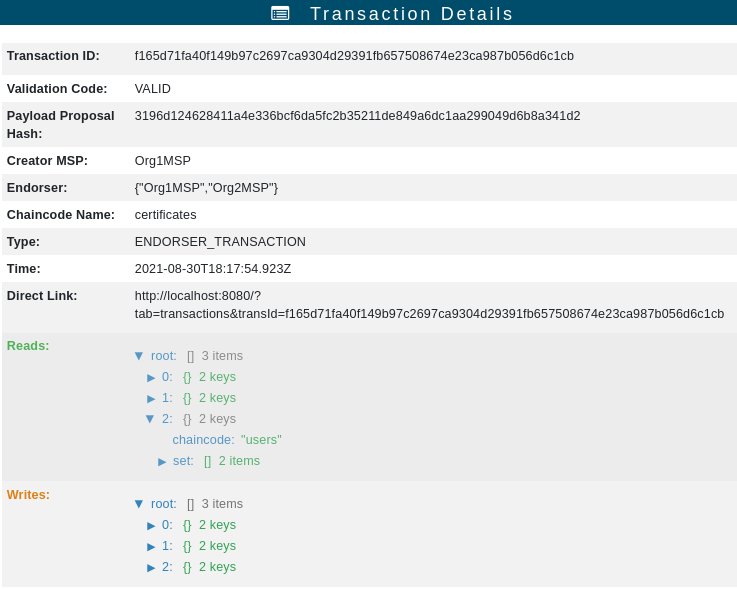 Transaction Details
Transaction ID: f165d71fa40f149b97c2697ca9304d29391fb657508674e23ca987b056d6c1cb
Validation Code: VALID
Payload Proposal Hash: 3196d124628411a4e336bcf6da5fc2b35211de849a6dc1aa299049d6b8a341d2
Creator MSP: Org1MSP
Endorser: {"Org1MSP","Org2MSP"}
Chaincode Name: certificates
Type: ENDORSER_TRANSACTION
Time: 2021-08-30T18:17:54.923Z
Direct Link: http://localhost:8080/?
tab=transactions&transId=f165d71fa40f149b97c2697ca9304d29391fb657508674e23ca987b056d6c1cb
Reads:
▼ root: [] 3 items
▶ 0: {} 2 keys
▶ 1: {} 2 keys
▼ 2: {} 2 keys
chaincode: "users"
▶ set: [] 2 items
Writes:
▼ root: [] 3 items
▶ 0: {} 2 keys
▶ 1: {} 2 keys
▶ 2: {} 2 keys